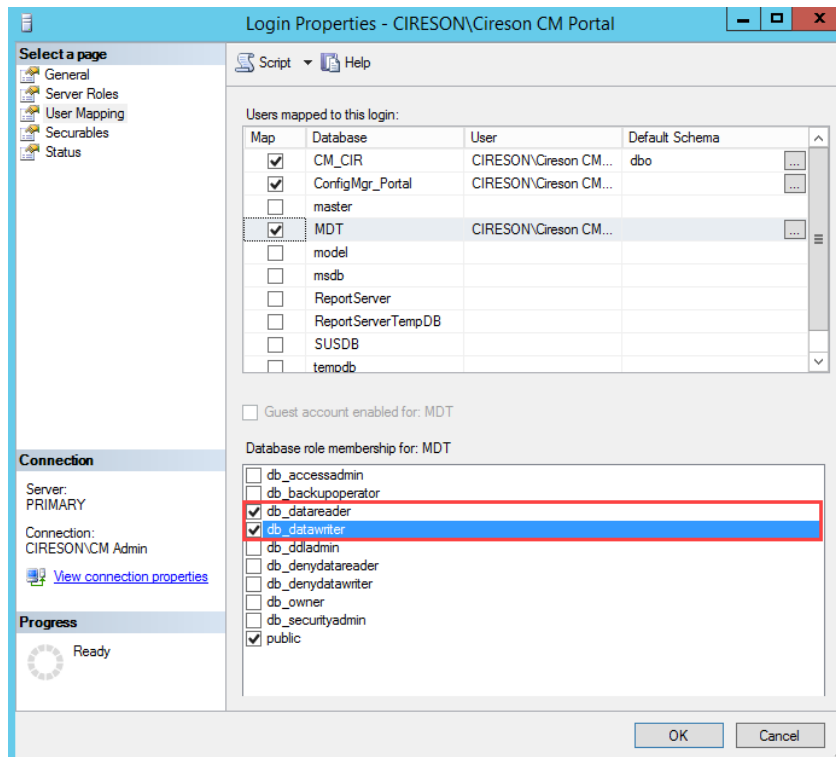 Login Properties - CIRESON\Cireson CM Portal
Select a page
General
Server Roles
User Mapping
Securables
Status
Script Help
Users mapped to this login:
Map Database User Default Schema
CM_CIR CIRESON\Cireson CM... dbo ...
ConfigMgr_Portal CIRESON\Cireson CM... ...
master
MDT CIRESON\Cireson CM... ...
model
msdb
ReportServer
ReportServerTempDB
SUSDB
tempdb
Guest account enabled for: MDT
Database role membership for: MDT
db_accessadmin
db_backupoperator
db_datareader
db_datawriter
db_ddladmin
db_denydatareader
db_denydatawriter
db_owner
db_securityadmin
public
Connection
Server:
PRIMARY
Connection:
CIRESON\CM Admin
View connection properties
Progress
Ready
OK Cancel